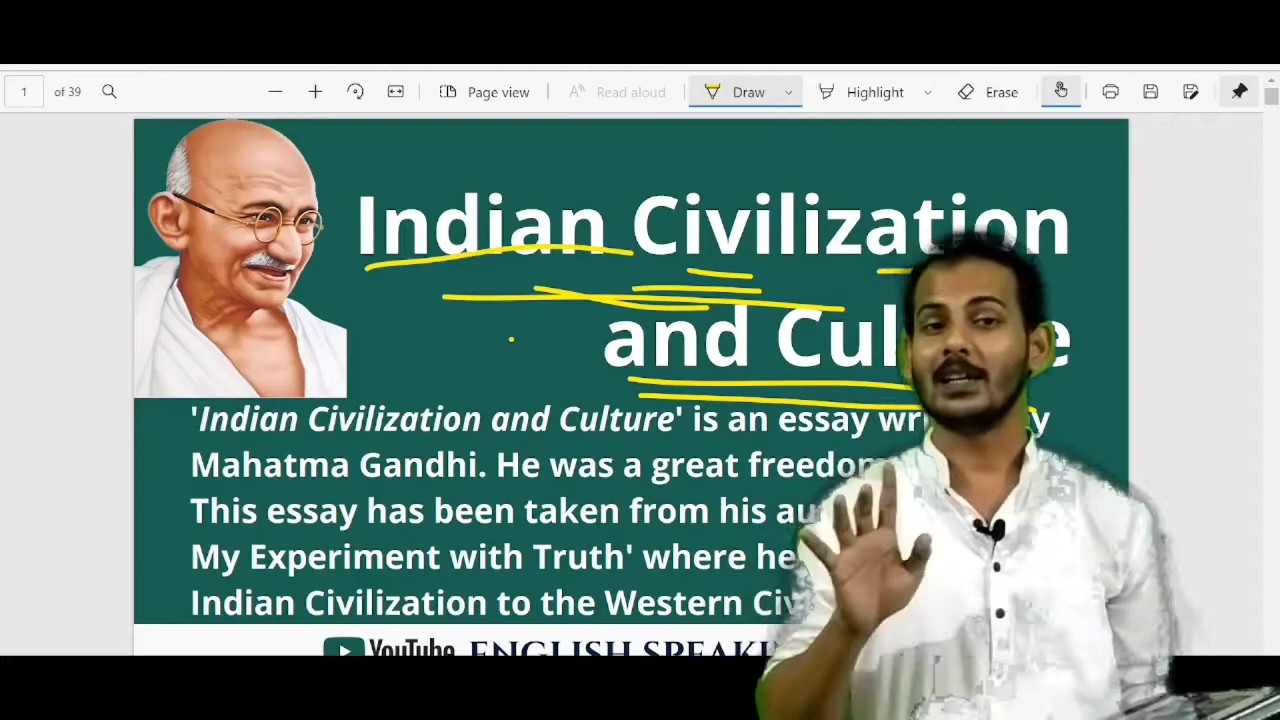 1 of 39 Page view Read aloud Draw Highlight Erase
Indian Civilization
and Cul e
'Indian Civilization and Culture' is an essay wri y
Mahatma Gandhi. He was a great freedom
This essay has been taken from his au
My Experiment with Truth' where he
Indian Civilization to the Western Civ
YouTube ENGLISH SPEAKI